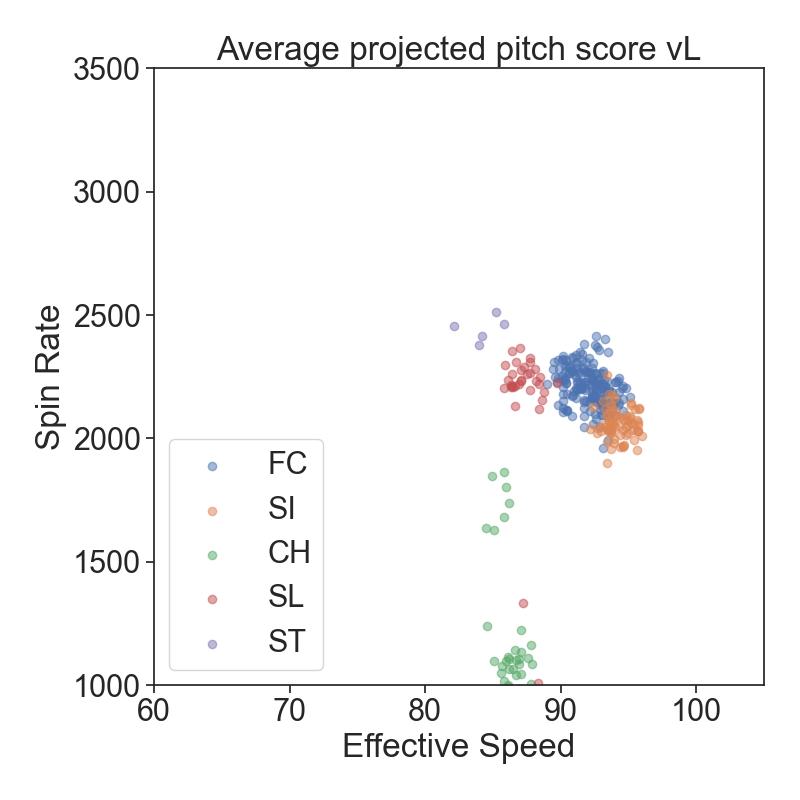 Average projected pitch score vL
3500
3000
2500
2000
1500
1000
Spin Rate
FC
SI
CH
SL
ST
60 70 80 90 100
Effective Speed